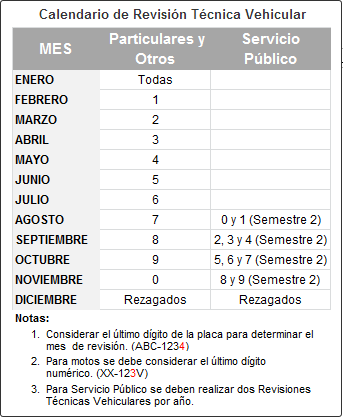 Calendario de Revisión Técnica Vehicular
MES Particulares y Otros Servicio Público
ENERO Todas
FEBRERO 1
MARZO 2
ABRIL 3
MAYO 4
JUNIO 5
JULIO 6
AGOSTO 7 0 y 1 (Semestre 2)
SEPTIEMBRE 8 2, 3 y 4 (Semestre 2)
OCTUBRE 9 5, 6 y 7 (Semestre 2)
NOVIEMBRE 0 8 y 9 (Semestre 2)
DICIEMBRE Rezagados Rezagados
Notas:
1. Considerar el último dígito de la placa para determinar el
mes de revisión. (ABC-1234)
2. Para motos se debe considerar el último dígito
numérico. (XX-123V)
3. Para Servicio Público se deben realizar dos Revisiones
Técnicas Vehiculares por año.